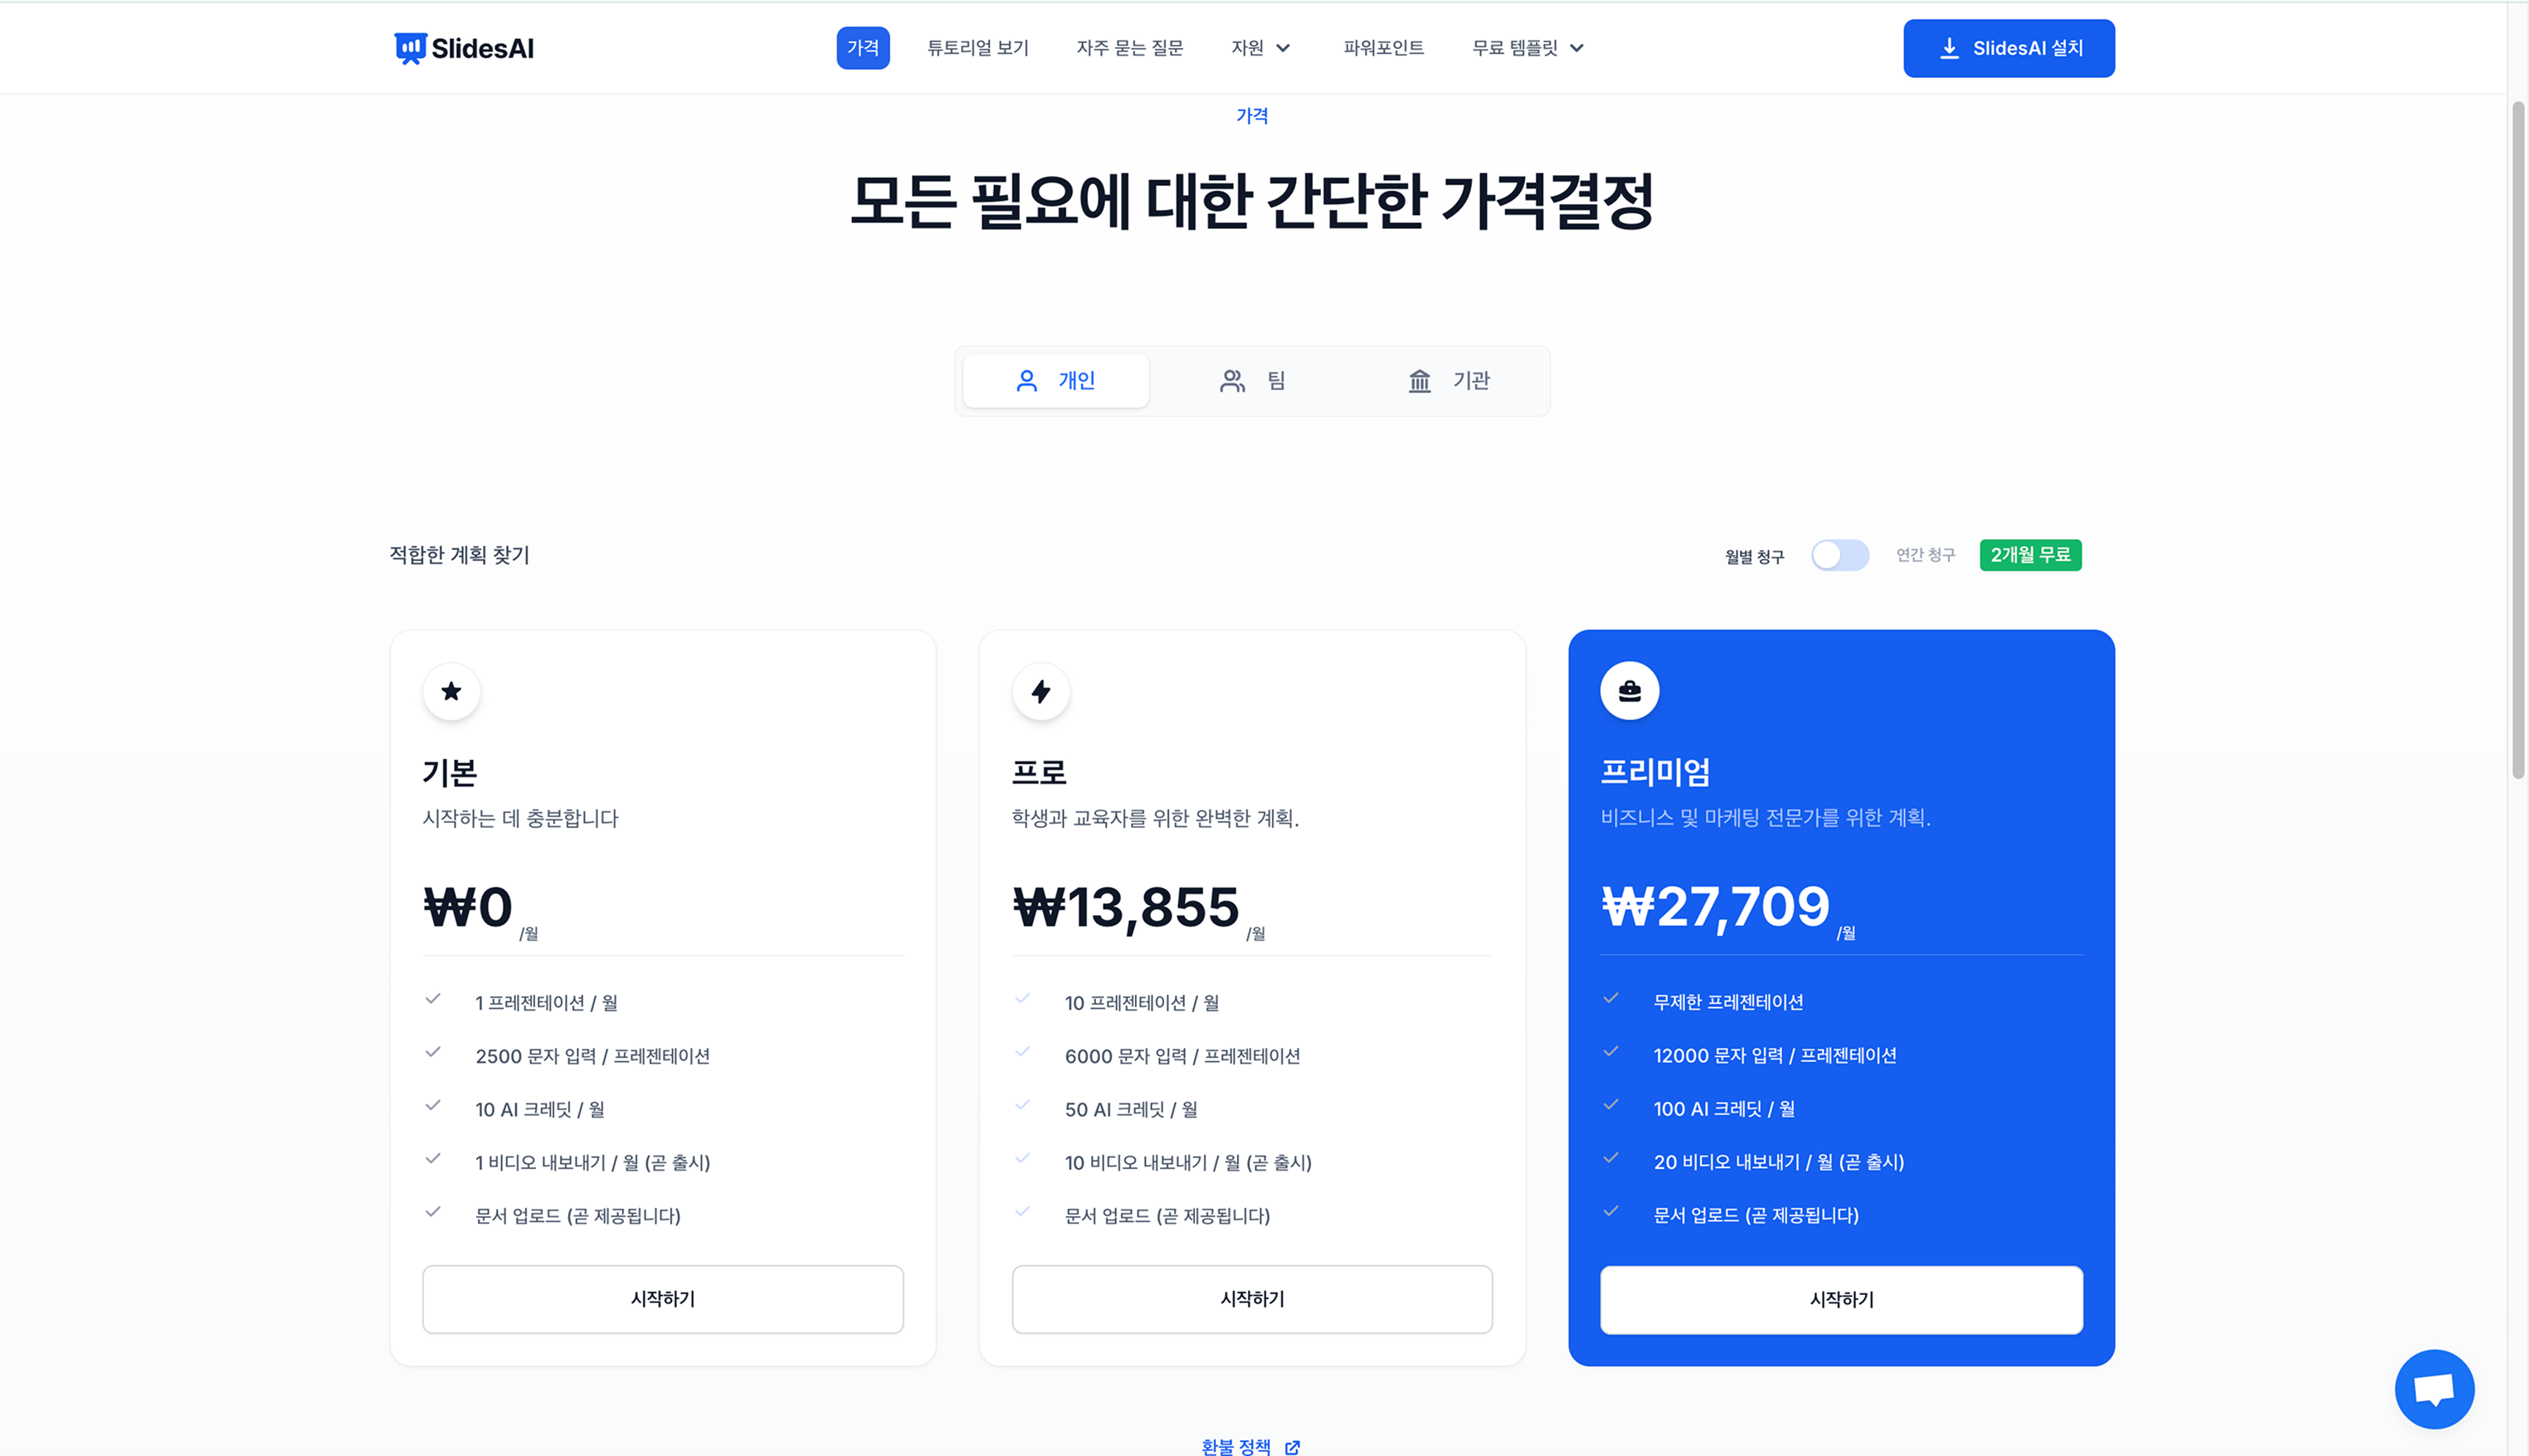 SlidesAI
가격
튜토리얼 보기
자주 묻는 질문
자원
파워포인트
무료 템플릿
SlidesAI 설치
가격
모든 필요에 대한 간단한 가격결정
개인
팀
기관
적합한 계획 찾기
월별 청구
연간 청구
2개월 무료
기본
시작하는 데 충분합니다
₩0 /월
1 프레젠테이션 / 월
2500 문자 입력 / 프레젠테이션
10 AI 크레딧 / 월
1 비디오 내보내기 / 월 (곧 출시)
문서 업로드 (곧 제공됩니다)
시작하기
프로
학생과 교육자를 위한 완벽한 계획.
₩13,855 /월
10 프레젠테이션 / 월
6000 문자 입력 / 프레젠테이션
50 AI 크레딧 / 월
10 비디오 내보내기 / 월 (곧 출시)
문서 업로드 (곧 제공됩니다)
시작하기
프리미엄
비즈니스 및 마케팅 전문가를 위한 계획.
₩27,709 /월
무제한 프레젠테이션
12000 문자 입력 / 프레젠테이션
100 AI 크레딧 / 월
20 비디오 내보내기 / 월 (곧 출시)
문서 업로드 (곧 제공됩니다)
시작하기
환불 정책